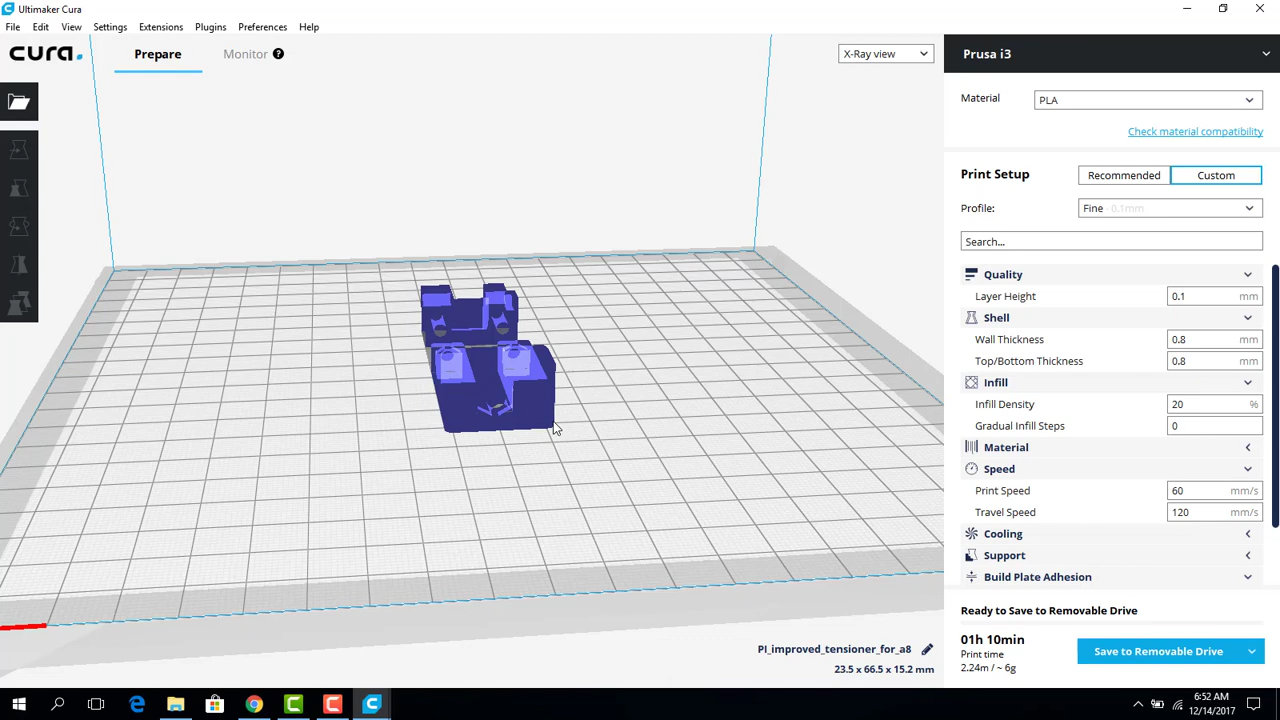 Ultimaker Cura
File Edit View Settings Extensions Plugins Preferences Help
cura.
Prepare
Monitor ?
X-Ray view
Prusa i3
Material
PLA
Check material compatibility
Print Setup
Recommended
Custom
Profile:
Fine - 0.1mm
Search...
Quality
Layer Height 0.1 mm
Shell
Wall Thickness 0.8 mm
Top/Bottom Thickness 0.8 mm
Infill
Infill Density 20 %
Gradual Infill Steps 0
Material
Speed
Print Speed 60 mm/s
Travel Speed 120 mm/s
Cooling
Support
Build Plate Adhesion
Ready to Save to Removable Drive
01h 10min
Print time
2.24m / ~ 6g
Save to Removable Drive
PI_improved_tensioner_for_a8
23.5 x 66.5 x 15.2 mm
6:52 AM
12/14/2017